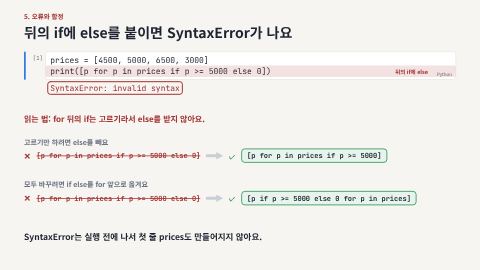 5. 오류와 함정
뒤의 if에 else를 붙이면 SyntaxError가 나요
[1]
prices = [4500, 5000, 6500, 3000]
print([p for p in prices if p >= 5000 else 0])
뒤의 if에 else
Python
SyntaxError: invalid syntax
읽는 법: for 뒤의 if는 고르기라서 else를 받지 않아요.
고르기만 하려면 else를 빼요
✕ [p for p in prices if p >= 5000 else 0] ✓ [p for p in prices if p >= 5000]
모두 바꾸려면 if else를 for 앞으로 옮겨요
✕ [p for p in prices if p >= 5000 else 0] ✓ [p if p >= 5000 else 0 for p in prices]
SyntaxError는 실행 전에 나서 첫 줄 prices도 만들어지지 않아요.